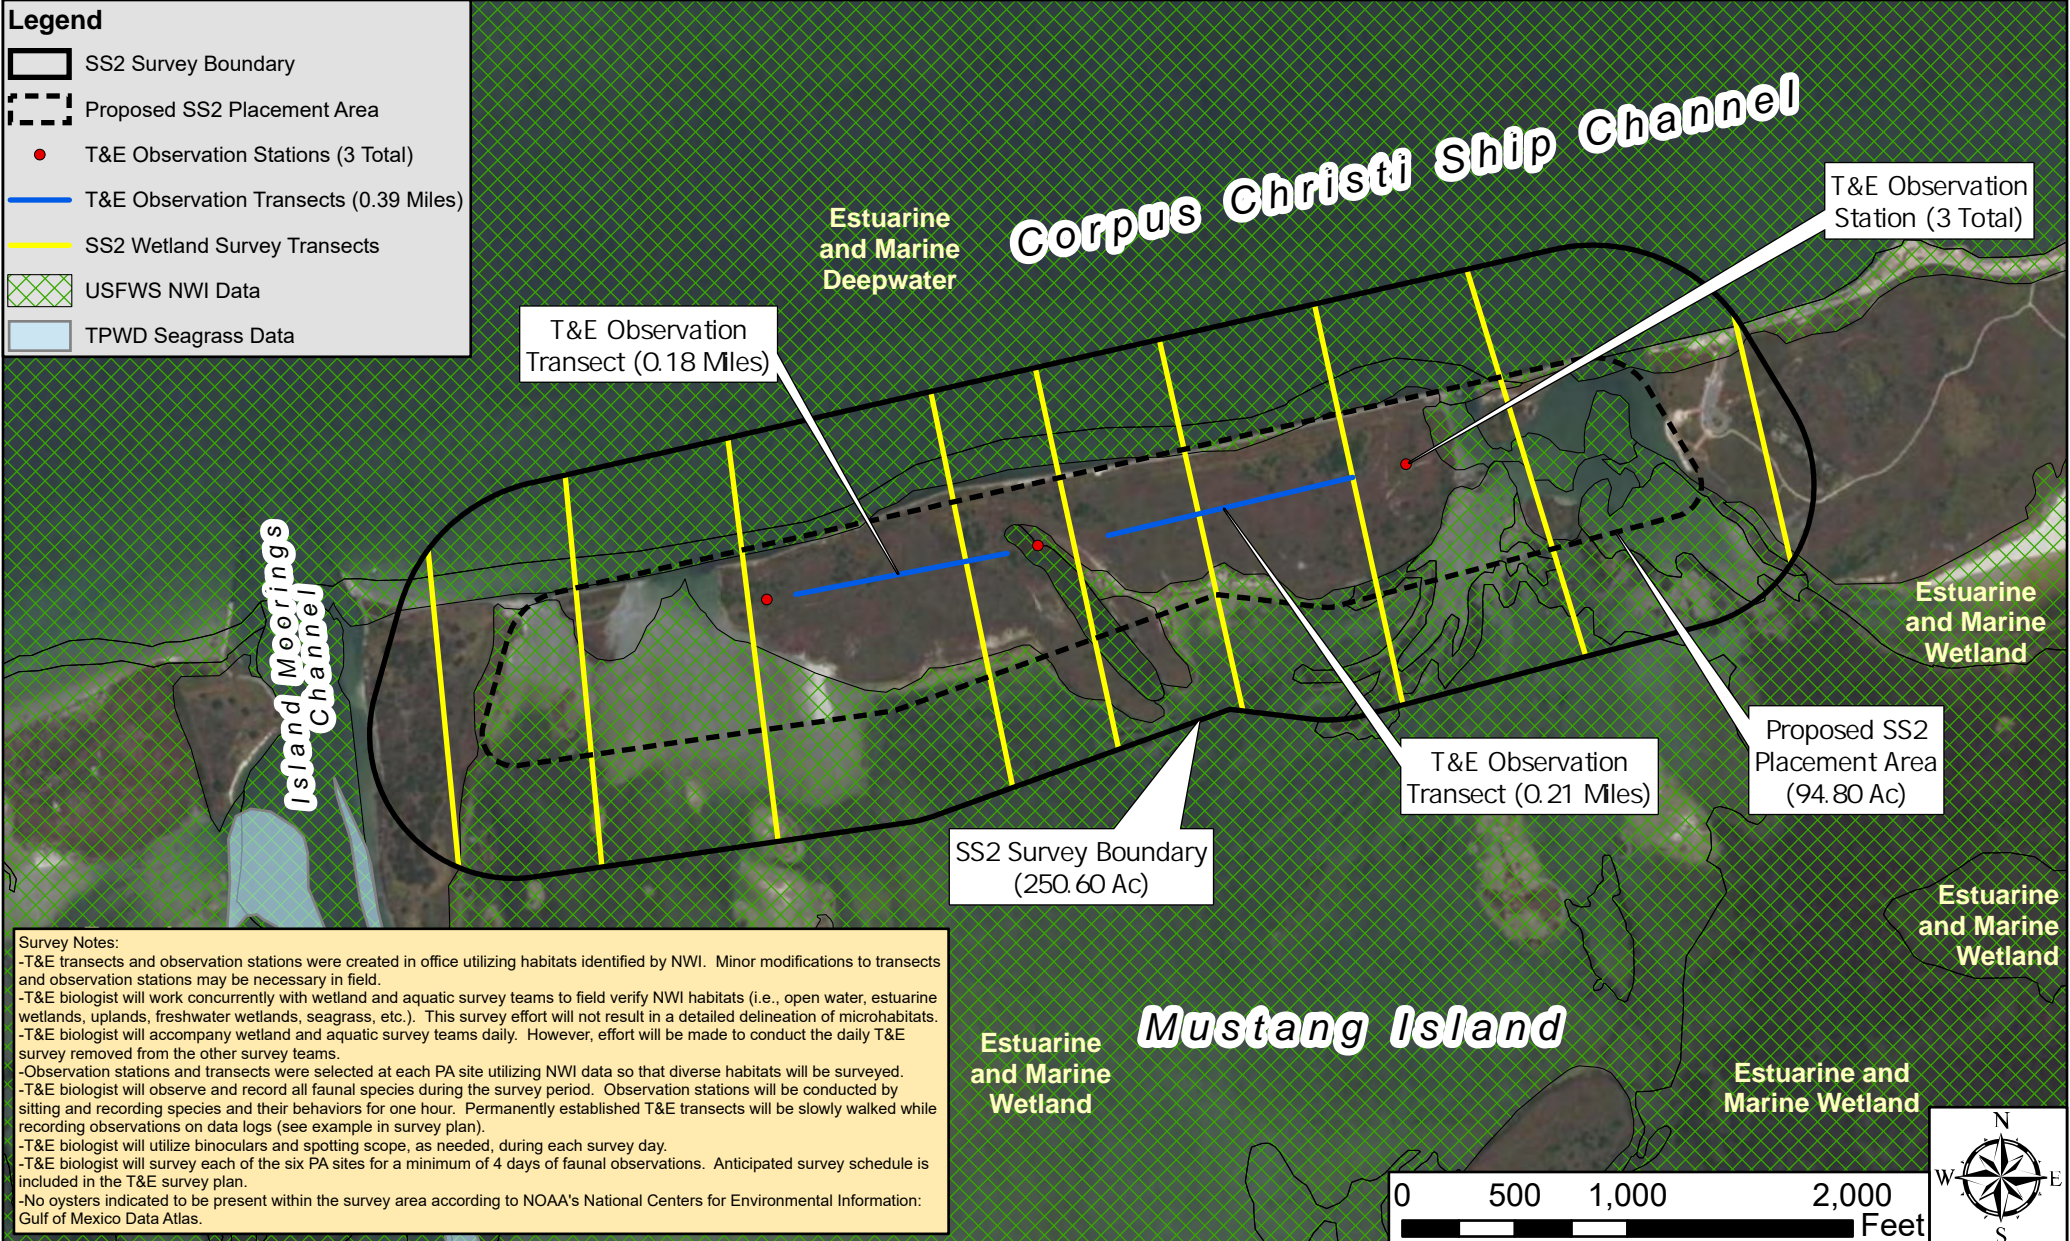 Legend
SS2 Survey Boundary
Proposed SS2 Placement Area
T&E Observation Stations (3 Total)
T&E Observation Transects (0.39 Miles)
SS2 Wetland Survey Transects
USFWS NWI Data
TPWD Seagrass Data
Corpus Christi Ship Channel
Estuarine
and Marine
Deepwater
T&E Observation
Station (3 Total)
T&E Observation
Transect (0.18 Miles)
Island Moorings
Channel
Estuarine
and Marine
Wetland
T&E Observation
Transect (0.21 Miles)
Proposed SS2
Placement Area
(94.80 Ac)
SS2 Survey Boundary
(250.60 Ac)
Estuarine
and Marine
Wetland
Survey Notes:
-T&E transects and observation stations were created in office utilizing habitats identified by NWI. Minor modifications to transects
and observation stations may be necessary in field.
-T&E biologist will work concurrently with wetland and aquatic survey teams to field verify NWI habitats (i.e., open water, estuarine
wetlands, uplands, freshwater wetlands, seagrass, etc.). This survey effort will not result in a detailed delineation of microhabitats.
-T&E biologist will accompany wetland and aquatic survey teams daily. However, effort will be made to conduct the daily T&E
survey removed from the other survey teams.
-Observation stations and transects were selected at each PA site utilizing NWI data so that diverse habitats will be surveyed.
-T&E biologist will observe and record all faunal species during the survey period. Observation stations will be conducted by
sitting and recording species and their behaviors for one hour. Permanently established T&E transects will be slowly walked while
recording observations on data logs (see example in survey plan).
-T&E biologist will utilize binoculars and spotting scope, as needed, during each survey day.
-T&E biologist will survey each of the six PA sites for a minimum of 4 days of faunal observations. Anticipated survey schedule is
included in the T&E survey plan.
-No oysters indicated to be present within the survey area according to NOAA's National Centers for Environmental Information:
Gulf of Mexico Data Atlas.
Mustang Island
Estuarine
and Marine
Wetland
Estuarine and
Marine Wetland
0 500 1,000 2,000
Feet
N
W E
S